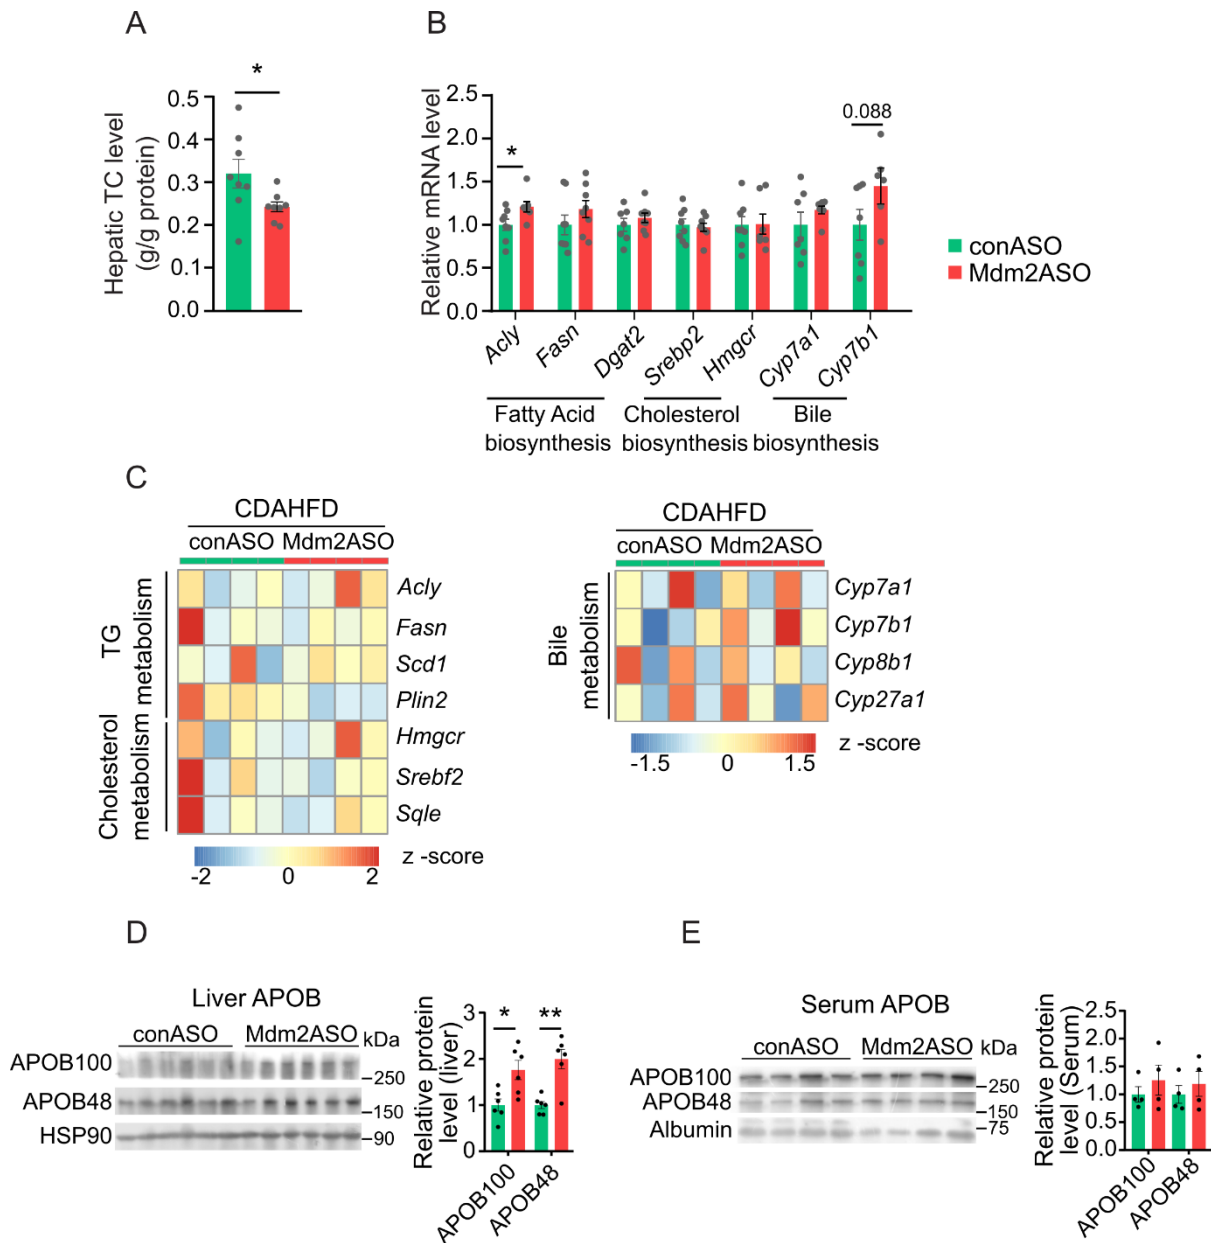 A
*
Hepatic TC level
(g/g protein)
0.5
0.4
0.3
0.2
0.1
0.0
B
Relative mRNA level
2.5
2.0
1.5
1.0
0.5
0.0
*
0.088
Acly
Fasn
Dgat2
Srebp2
Hmgcr
Cyp7a1
Cyp7b1
Fatty Acid
biosynthesis
Cholesterol
biosynthesis
Bile
biosynthesis
conASO
Mdm2ASO
C
CDAHFD
conASO Mdm2ASO
TG
metabolism
Cholesterol
metabolism
Acly
Fasn
Scd1
Plin2
Hmgcr
Srebf2
Sqle
-2 0 2
z -score
CDAHFD
conASO Mdm2ASO
Bile
metabolism
Cyp7a1
Cyp7b1
Cyp8b1
Cyp27a1
z -score
-1.5 0 1.5
D
Liver APOB
conASO Mdm2ASO kDa
APOB100
250
APOB48
150
HSP90
90
Relative protein
level (liver)
3
2
1
0
* **
APOB100
APOB48
E
Serum APOB
conASO Mdm2ASO kDa
APOB100
250
APOB48
150
Albumin
75
Relative protein
level (Serum)
2.5
2.0
1.5
1.0
0.5
0.0
APOB100
APOB48